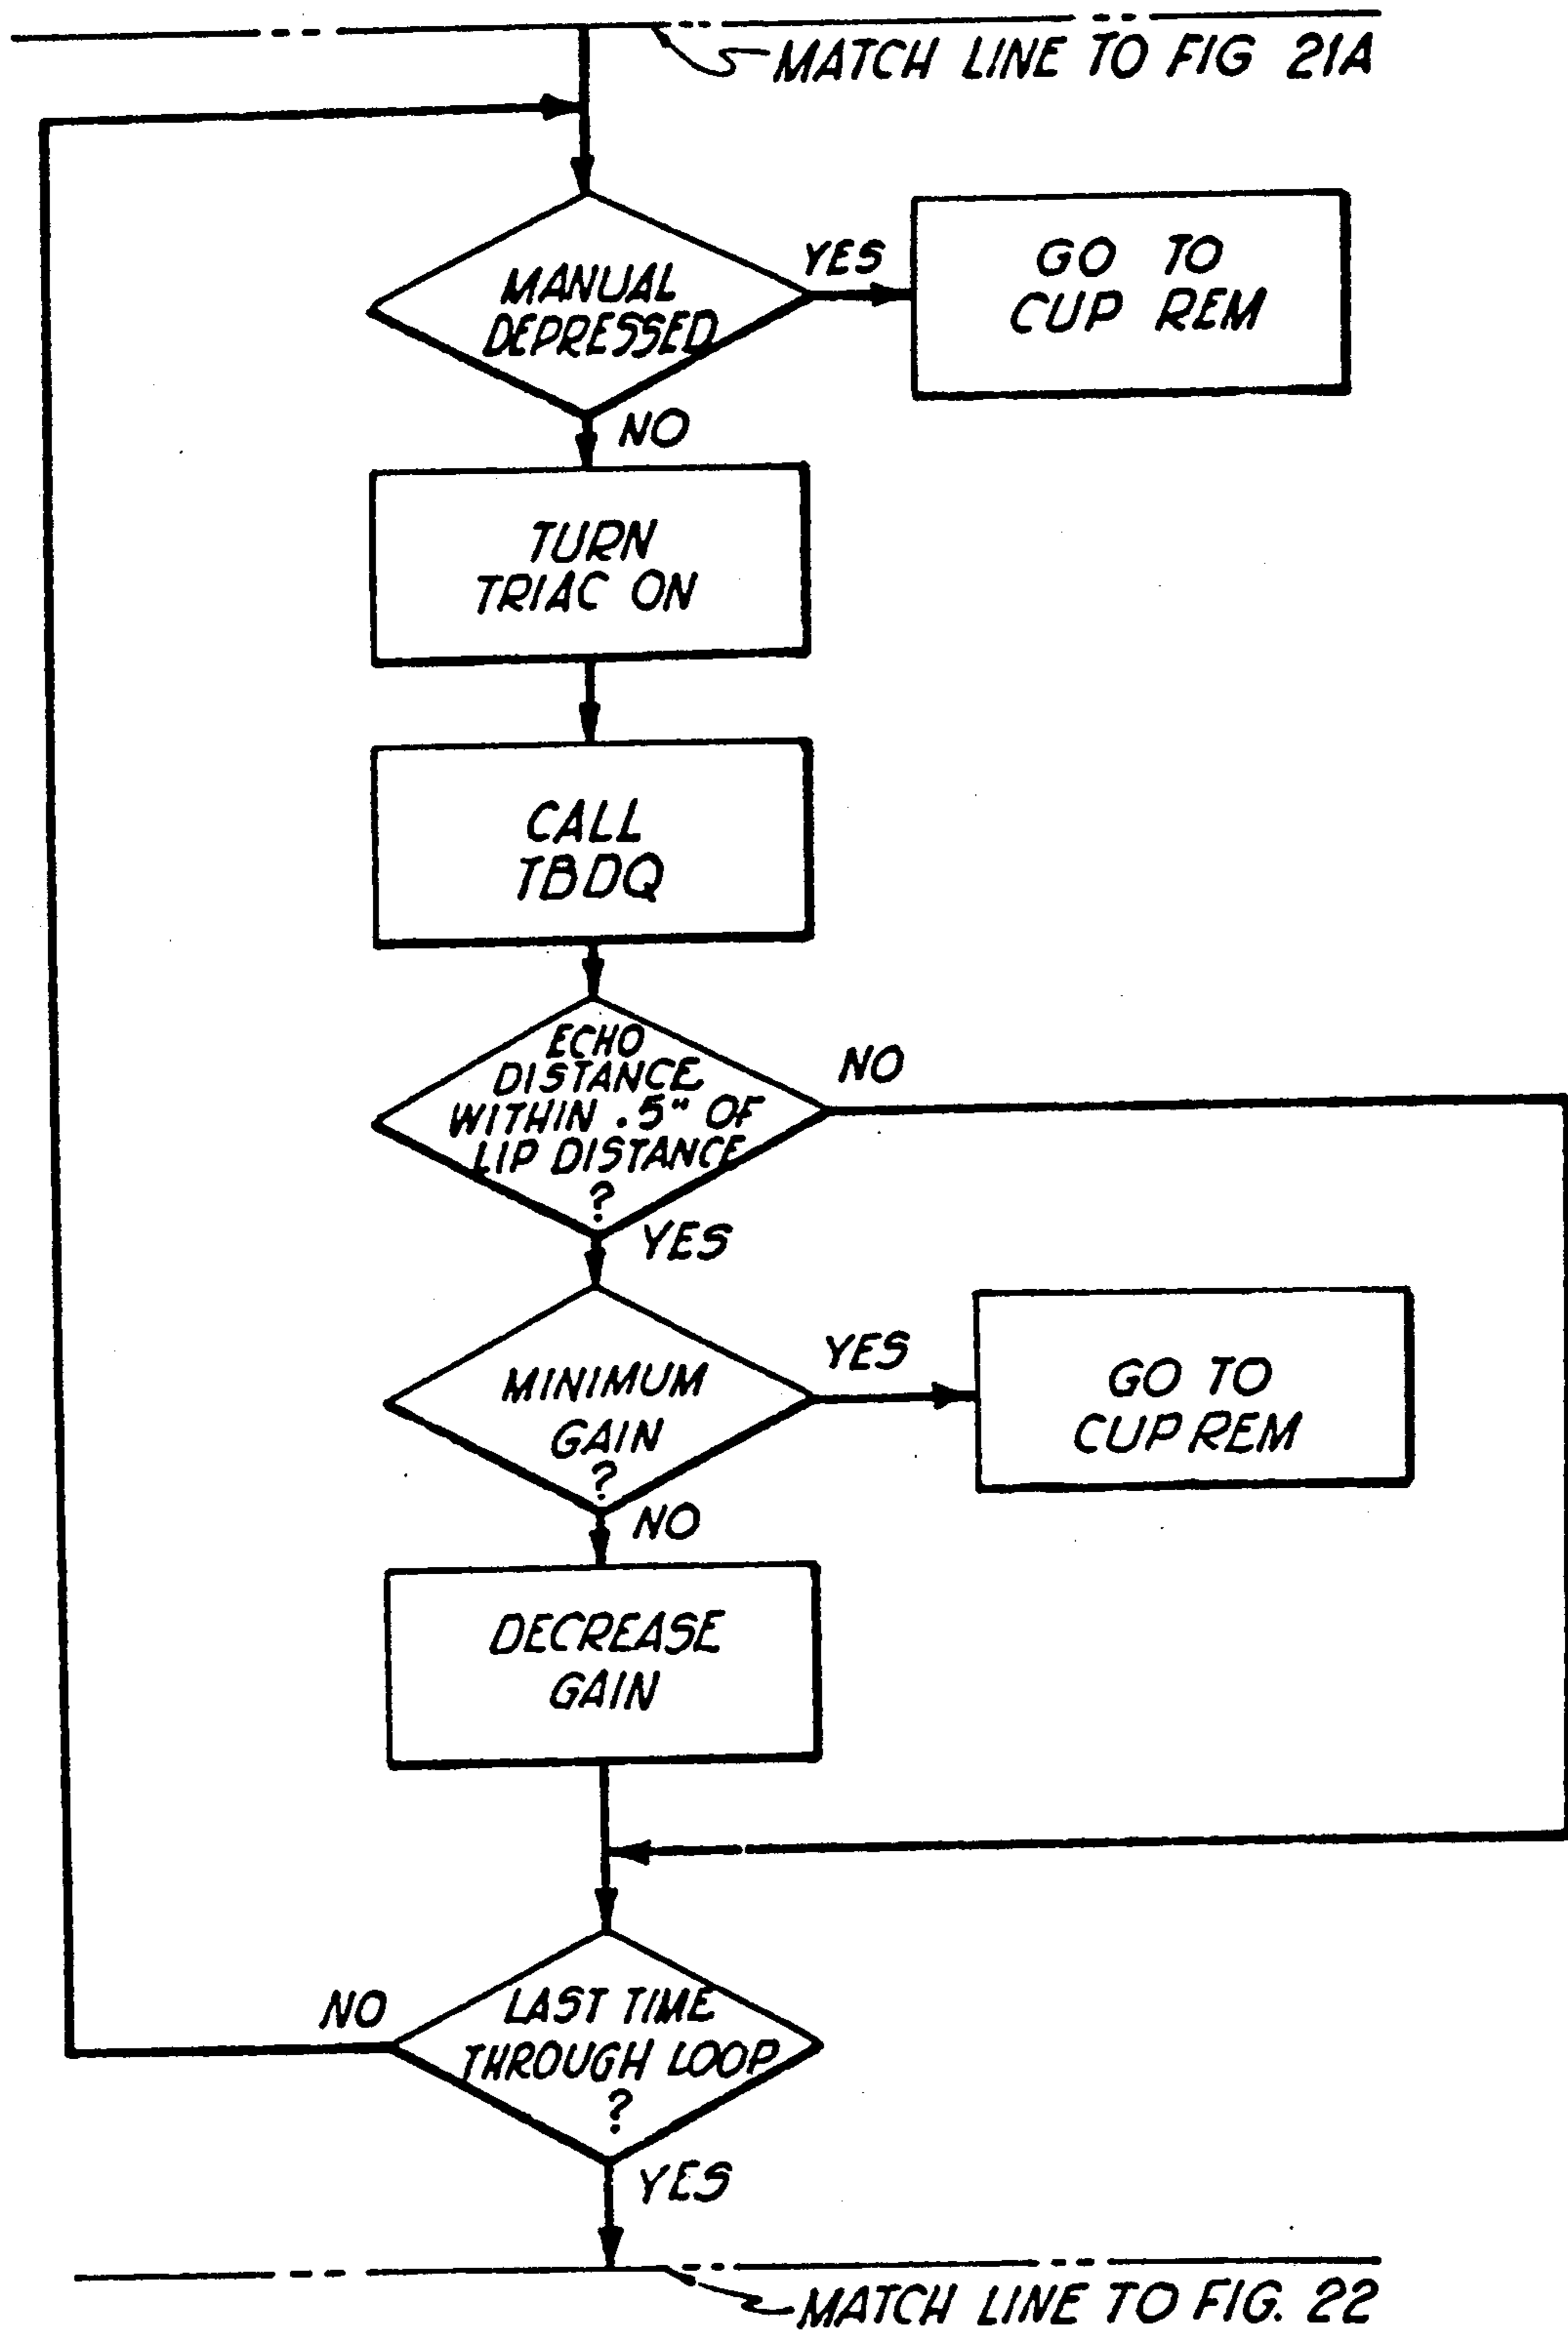 MATCH LINE TO FIG 21A
MANUAL
DEPRESSED
YES
GO TO
CUP REM
NO
TURN
TRIAC ON
CALL
TBDQ
ECHO
DISTANCE
WITHIN .5" OF
LIP DISTANCE
?
NO
YES
MINIMUM
GAIN
?
YES
GO TO
CUP REM
NO
DECREASE
GAIN
LAST TIME
THROUGH LOOP
?
NO
YES
MATCH LINE TO FIG. 22